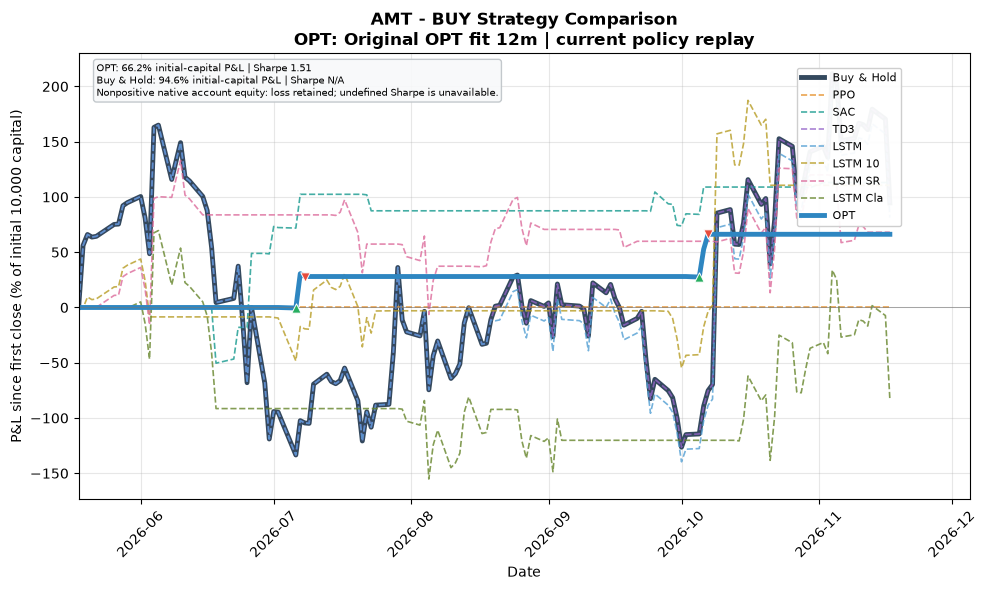 AMT - BUY Strategy Comparison
OPT: Original OPT fit 12m | current policy replay
OPT: 66.2% initial-capital P&L | Sharpe 1.51
Buy & Hold: 94.6% initial-capital P&L | Sharpe N/A
Nonpositive native account equity: loss retained; undefined Sharpe is unavailable.
Buy & Hold
PPO
SAC
TD3
LSTM
LSTM 10
LSTM SR
LSTM Cla
OPT
P&L since first close (% of initial 10,000 capital)
200
150
100
50
0
−50
−100
−150
2026-06
2026-07
2026-08
2026-09
2026-10
2026-11
2026-12
Date